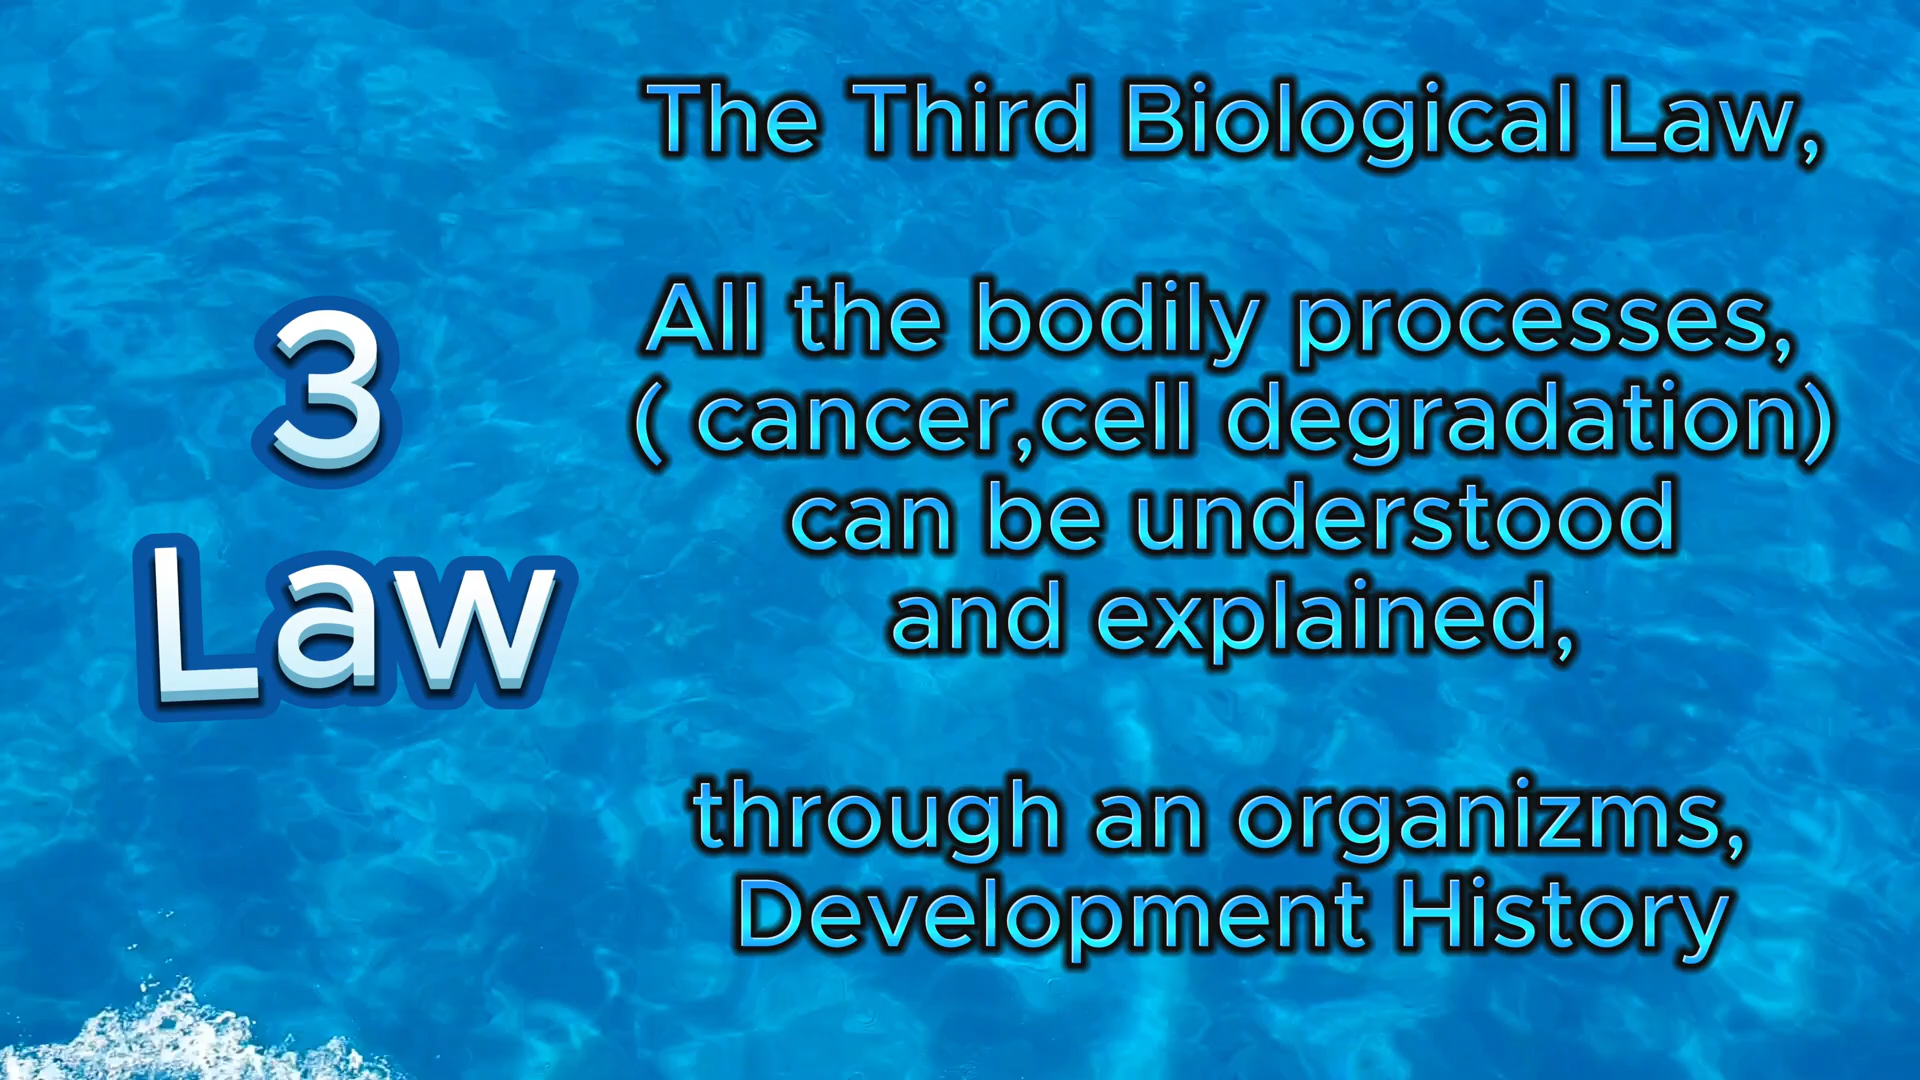 3
Law
The Third Biological Law,
All the bodily processes,
( cancer,cell degradation)
can be understood
and explained,
through an organizms,
Development History